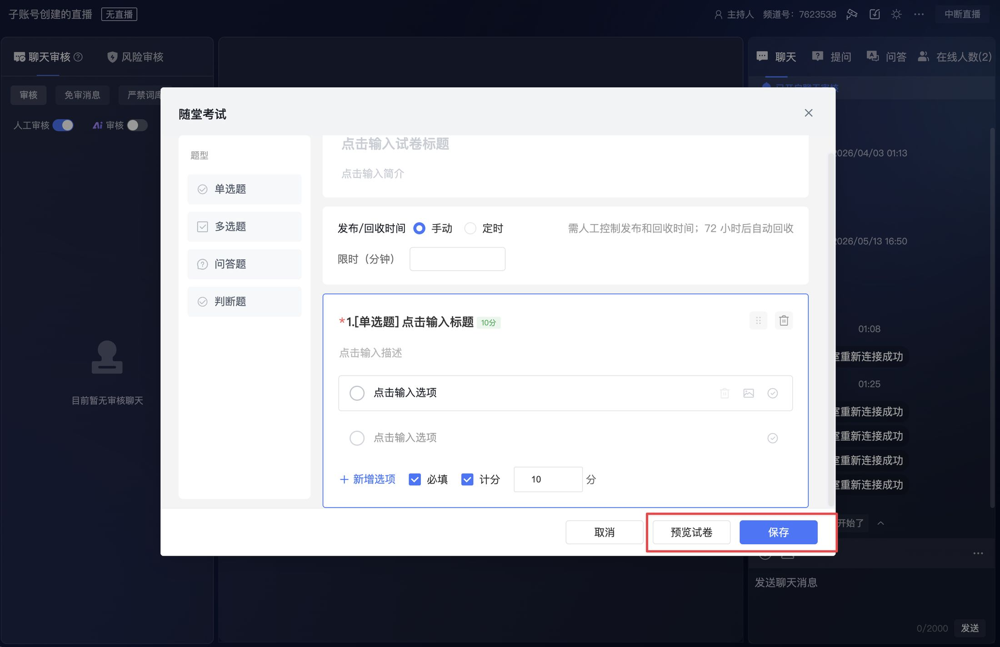 子账号创建的直播 无直播
主持人 频道号：7623538 中断直播
聊天审核 风险审核
聊天 提问 问答 在线人数(2)
审核 免审消息 严禁词库
已开启聊天审核
人工审核 Ai 审核
随堂考试
题型
单选题
多选题
问答题
判断题
点击输入试卷标题
点击输入简介
发布/回收时间 手动 定时 需人工控制发布和回收时间；72 小时后自动回收
限时（分钟）
*1.[单选题] 点击输入标题 10分
点击输入描述
点击输入选项
点击输入选项
+ 新增选项 必填 计分 10 分
取消 预览试卷 保存
目前暂无审核聊天
2026/04/03 01:13
2026/05/13 16:50
01:08
重新连接成功
01:25
重新连接成功
重新连接成功
重新连接成功
重新连接成功
开始了
发送聊天消息
0/2000 发送